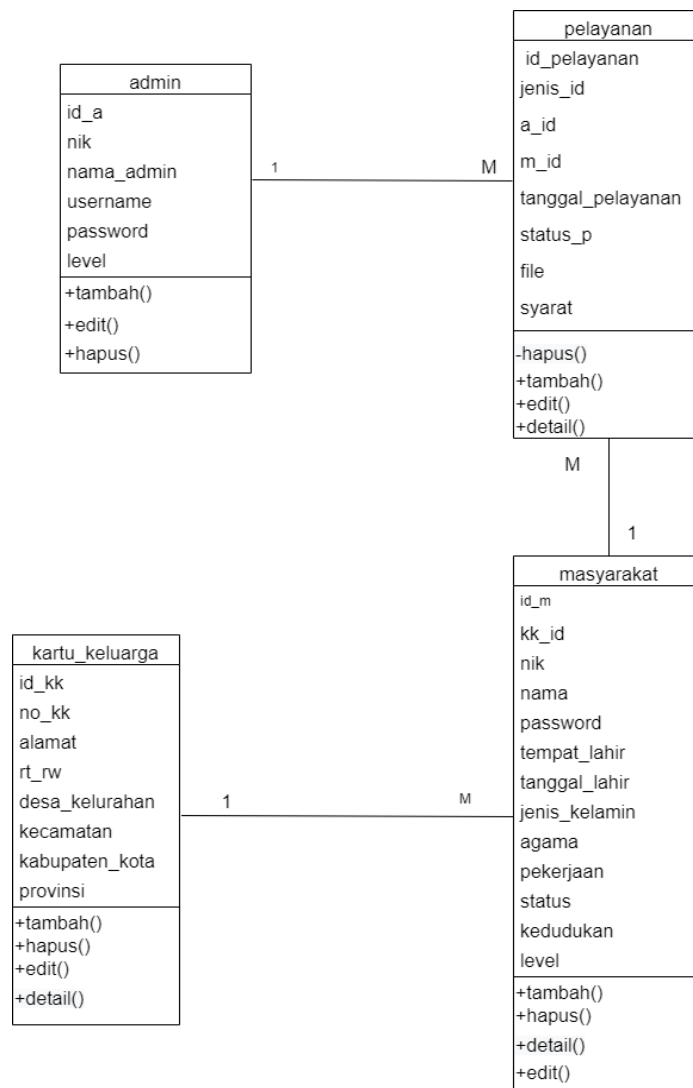 admin
id_a
nik
nama_admin
username
password
level
+tambah()
+edit()
+hapus()
1
M
pelayanan
id_pelayanan
jenis_id
a_id
m_id
tanggal_pelayanan
status_p
file
syarat
-hapus()
+tambah()
+edit()
+detail()
M
1
kartu_keluarga
id_kk
no_kk
alamat
rt_rw
desa_kelurahan
kecamatan
kabupaten_kota
provinsi
+tambah()
+hapus()
+edit()
+detail()
1
M
masyarakat
id_m
kk_id
nik
nama
password
tempat_lahir
tanggal_lahir
jenis_kelamin
agama
pekerjaan
status
kedudukan
level
+tambah()
+hapus()
+detail()
+edit()